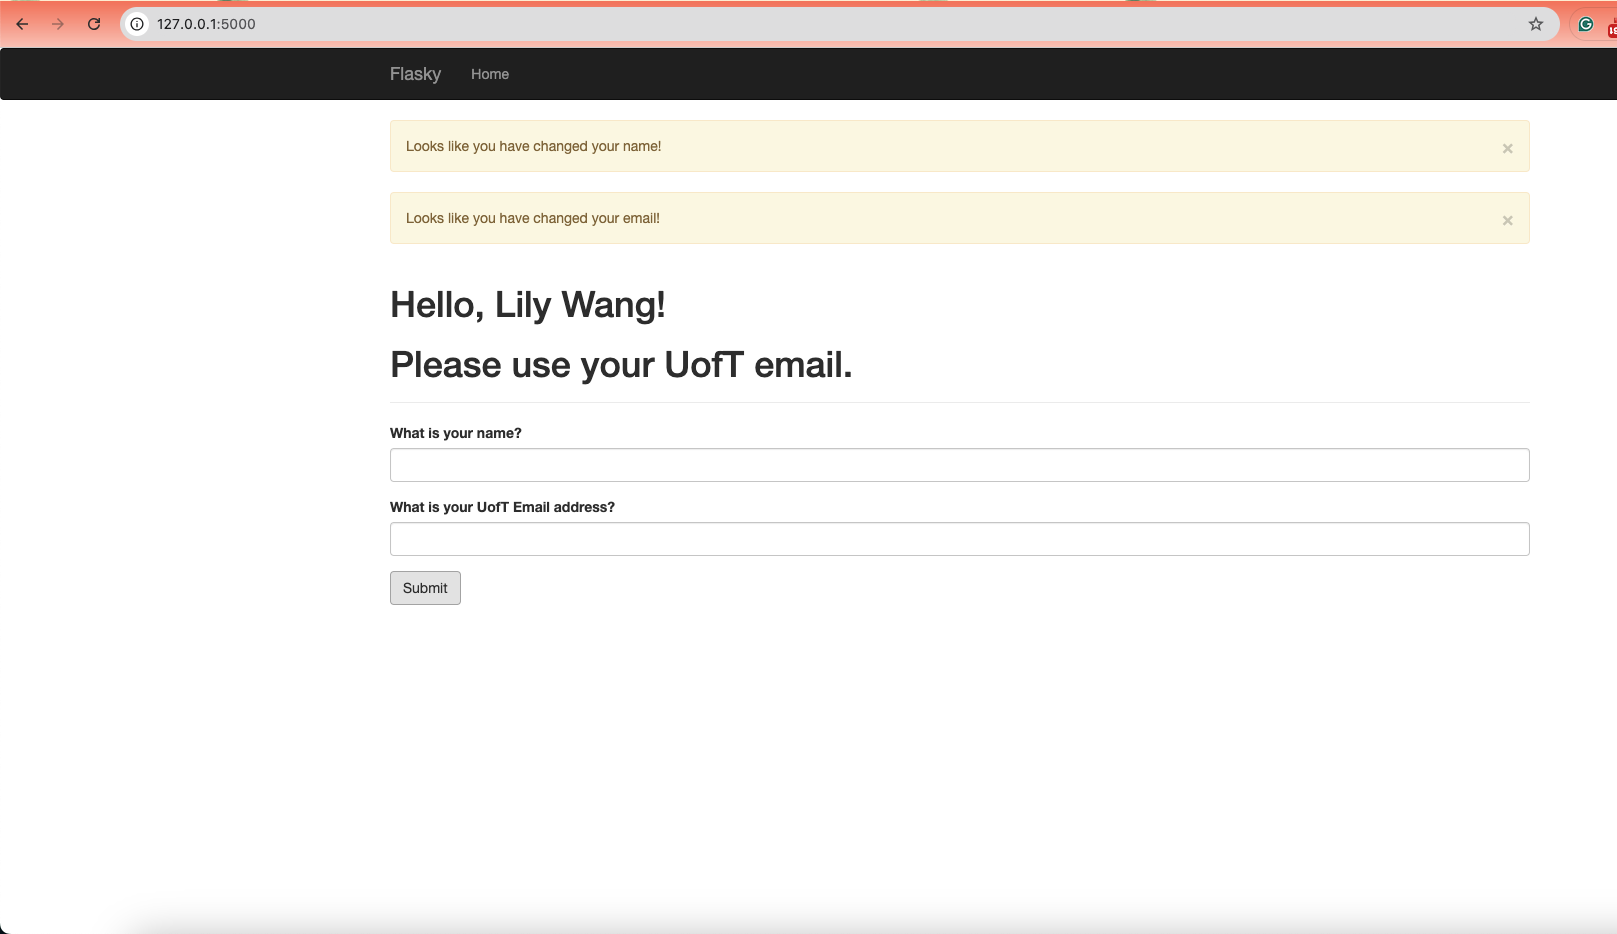 127.0.0.1:5000
Flasky Home
Looks like you have changed your name! ×
Looks like you have changed your email! ×
Hello, Lily Wang!
Please use your UofT email.
What is your name?
What is your UofT Email address?
Submit